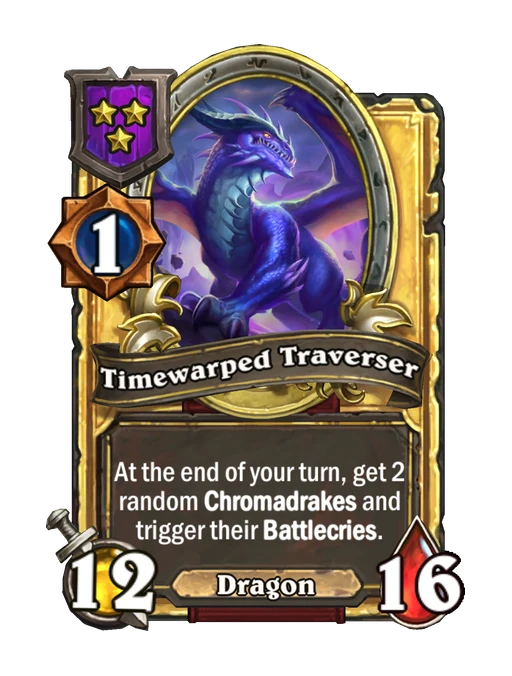 1
Timewarped Traverser
At the end of your turn, get 2
random Chromadrakes and
trigger their Battlecries.
12
Dragon
16